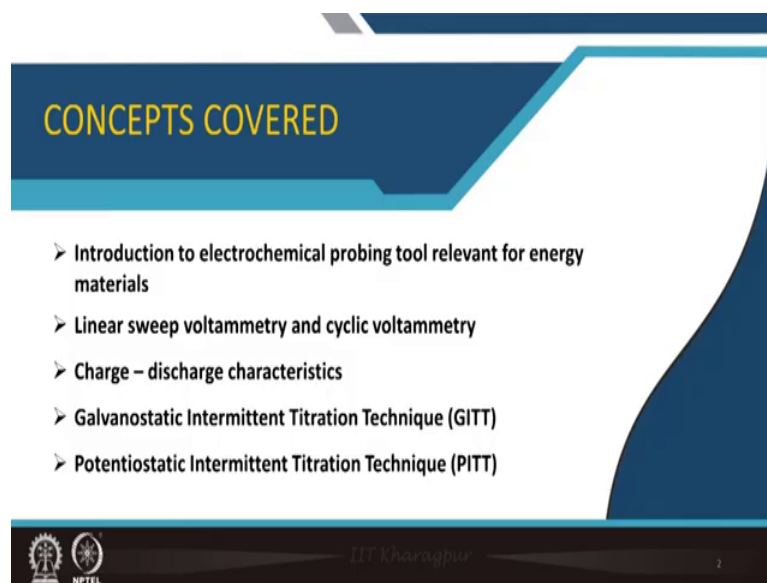 CONCEPTS COVERED
➢ Introduction to electrochemical probing tool relevant for energy
materials
➢ Linear sweep voltammetry and cyclic voltammetry
➢ Charge – discharge characteristics
➢ Galvanostatic Intermittent Titration Technique (GITT)
➢ Potentiostatic Intermittent Titration Technique (PITT)
NPTEL
IIT Kharagpur
2